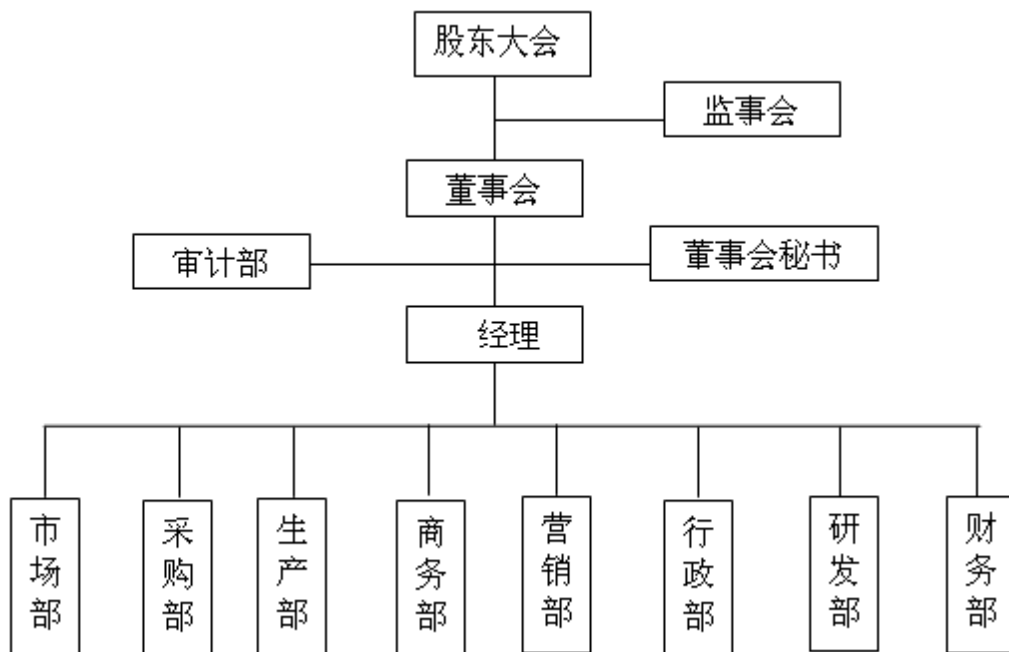 股东大会
监事会
董事会
审计部
董事会秘书
经理
市场部
采购部
生产部
商务部
营销部
行政部
研发部
财务部